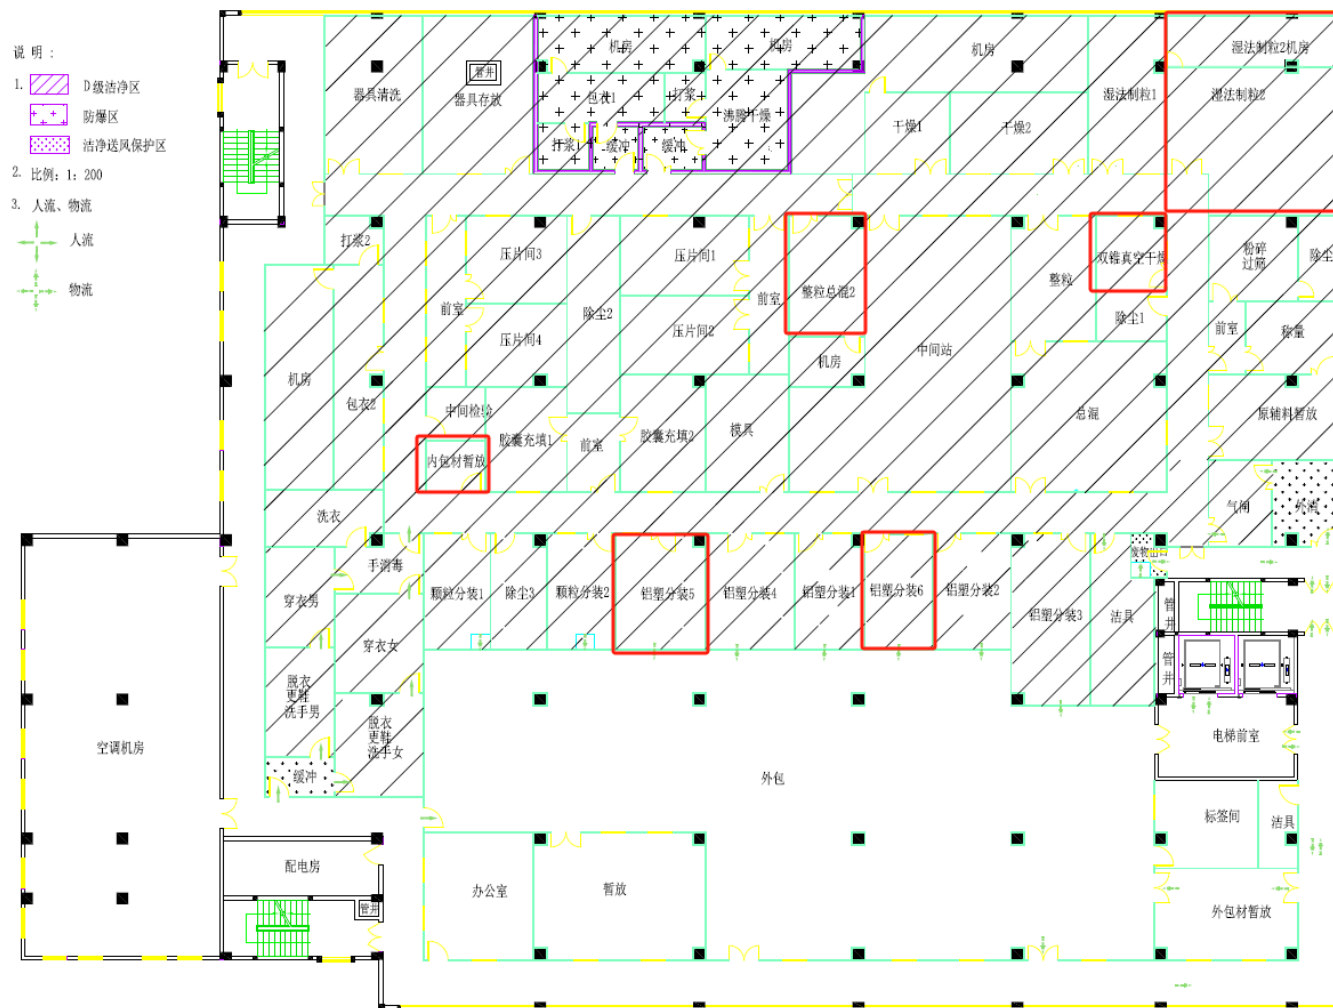 说 明：
1. D级洁净区
防爆区
洁净送风保护区
2. 比例：1：200
3. 人流、物流
人流
物流
机房
机房
机房
湿法制粒2机房
管井
器具清洗
器具存放
包衣1
打浆
沸腾干燥
湿法制粒1
湿法制粒2
干燥1
干燥2
打浆1
缓冲
缓冲
打浆2
压片间3
压片间1
整粒
双锥真空干燥
粉碎
过筛
除尘
前室
除尘2
前室
整粒总混2
除尘1
前室
称量
压片间4
压片间2
机房
中间站
机房
包衣2
中间检验
胶囊充填1
前室
胶囊充填2
模具
总混
原辅料暂放
内包材暂放
洗衣
气闸
外清
手消毒
废物出口
穿衣男
颗粒分装1
除尘3
颗粒分装2
铝塑分装5
铝塑分装4
铝塑分装1
铝塑分装6
铝塑分装2
铝塑分装3
洁具
管井
穿衣女
管井
脱衣
更鞋
洗手男
脱衣
更鞋
洗手女
空调机房
缓冲
外包
电梯前室
标签间
洁具
配电房
办公室
暂放
管井
外包材暂放